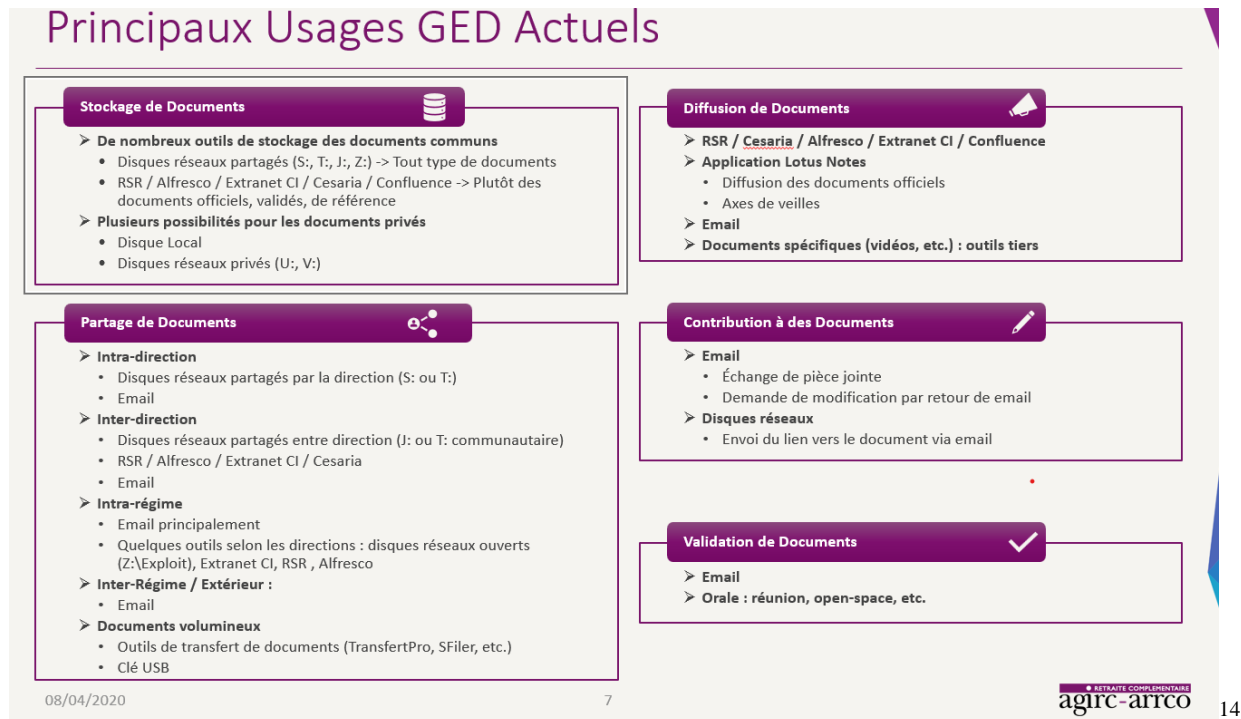 Principaux Usages GED Actuels
Stockage de Documents
➢ De nombreux outils de stockage des documents communs
• Disques réseaux partagés (S:, T:, J:, Z:) -> Tout type de documents
• RSR / Alfresco / Extranet CI / Cesaria / Confluence -> Plutôt des
documents officiels, validés, de référence
➢ Plusieurs possibilités pour les documents privés
• Disque Local
• Disques réseaux privés (U:, V:)
Partage de Documents
➢ Intra-direction
• Disques réseaux partagés par la direction (S: ou T:)
• Email
➢ Inter-direction
• Disques réseaux partagés entre direction (J: ou T: communautaire)
• RSR / Alfresco / Extranet CI / Cesaria
• Email
➢ Intra-régime
• Email principalement
• Quelques outils selon les directions : disques réseaux ouverts
(Z:\Exploit), Extranet CI, RSR , Alfresco
➢ Inter-Régime / Extérieur :
• Email
➢ Documents volumineux
• Outils de transfert de documents (TransfertPro, SFiler, etc.)
• Clé USB
Diffusion de Documents
➢ RSR / Cesaria / Alfresco / Extranet CI / Confluence
➢ Application Lotus Notes
• Diffusion des documents officiels
• Axes de veilles
➢ Email
➢ Documents spécifiques (vidéos, etc.) : outils tiers
Contribution à des Documents
➢ Email
• Échange de pièce jointe
• Demande de modification par retour de email
➢ Disques réseaux
• Envoi du lien vers le document via email
Validation de Documents
➢ Email
➢ Orale : réunion, open-space, etc.
08/04/2020
7
RETRAITE COMPLEMENTAIRE
agirc-arrco
14